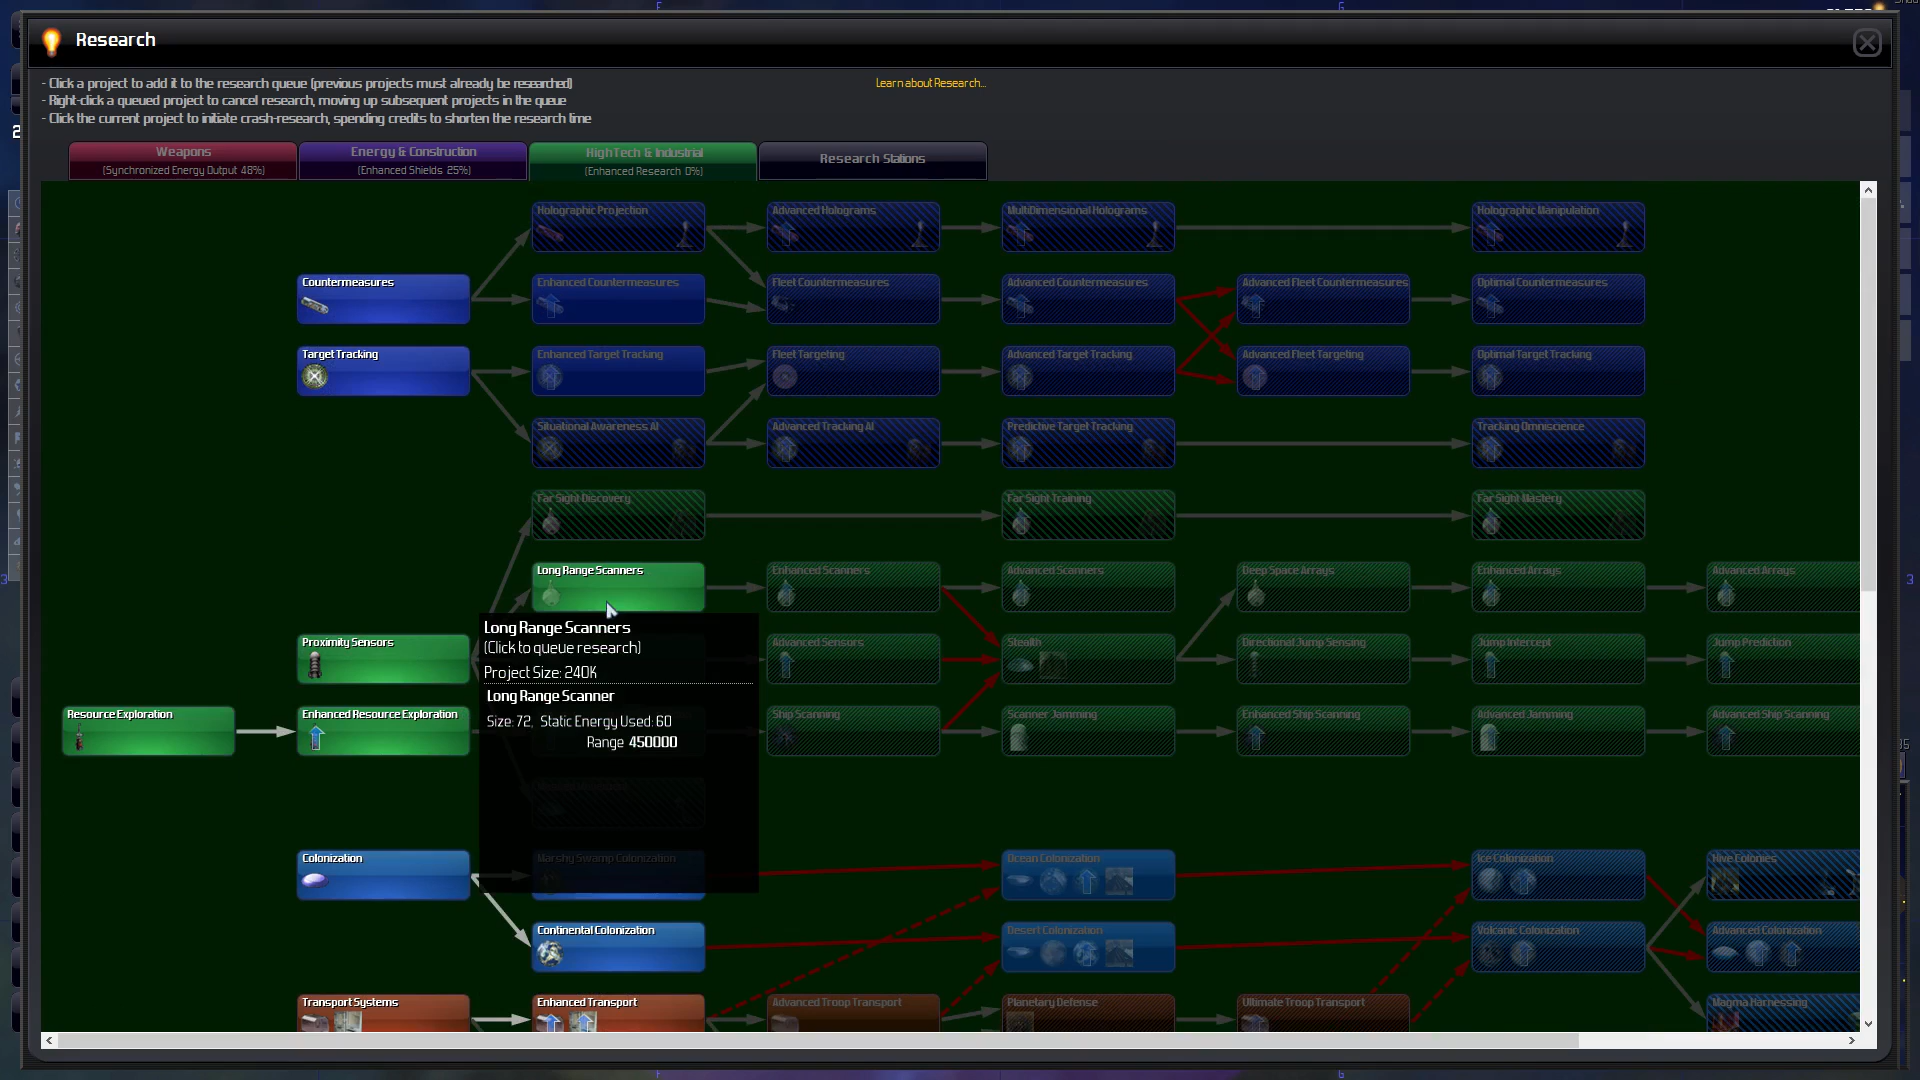 Research
- Click a project to add it to the research queue (previous projects must already be researched)
- Right-click a queued project to cancel research, moving up subsequent projects in the queue
- Click the current project to initiate crash-research, spending credits to shorten the research time
Learn about Research...
Weapons
(Synchronized Energy Output 48%)
Energy & Construction
(Enhanced Shields 25%)
HighTech & Industrial
(Enhanced Research 0%)
Research Stations
Holographic Projection
Advanced Holograms
MultiDimensional Holograms
Holographic Manipulation
Countermeasures
Enhanced Countermeasures
Fleet Countermeasures
Advanced Countermeasures
Advanced Fleet Countermeasures
Optimal Countermeasures
Target Tracking
Enhanced Target Tracking
Fleet Targeting
Advanced Target Tracking
Advanced Fleet Targeting
Optimal Target Tracking
Situational Awareness AI
Advanced Tracking AI
Predictive Target Tracking
Tracking Omniscience
Far Sight Discovery
Far Sight Training
Far Sight Mastery
Long Range Scanners
Enhanced Scanners
Advanced Scanners
Deep Space Arrays
Enhanced Arrays
Advanced Arrays
Proximity Sensors
Advanced Sensors
Stealth
Directional Jump Sensing
Jump Intercept
Jump Prediction
Long Range Scanners
(Click to queue research)
Project Size: 240K
Long Range Scanner
Size: 72, Static Energy Used: 60
Range 450000
Resource Exploration
Enhanced Resource Exploration
Ship Scanning
Scanner Jamming
Enhanced Ship Scanning
Advanced Jamming
Advanced Ship Scanning
Colonization
Marshy Swamp Colonization
Ocean Colonization
Ice Colonization
Hive Colonies
Continental Colonization
Desert Colonization
Volcanic Colonization
Advanced Colonization
Transport Systems
Enhanced Transport
Advanced Troop Transport
Planetary Defense
Ultimate Troop Transport
Magma Harnessing